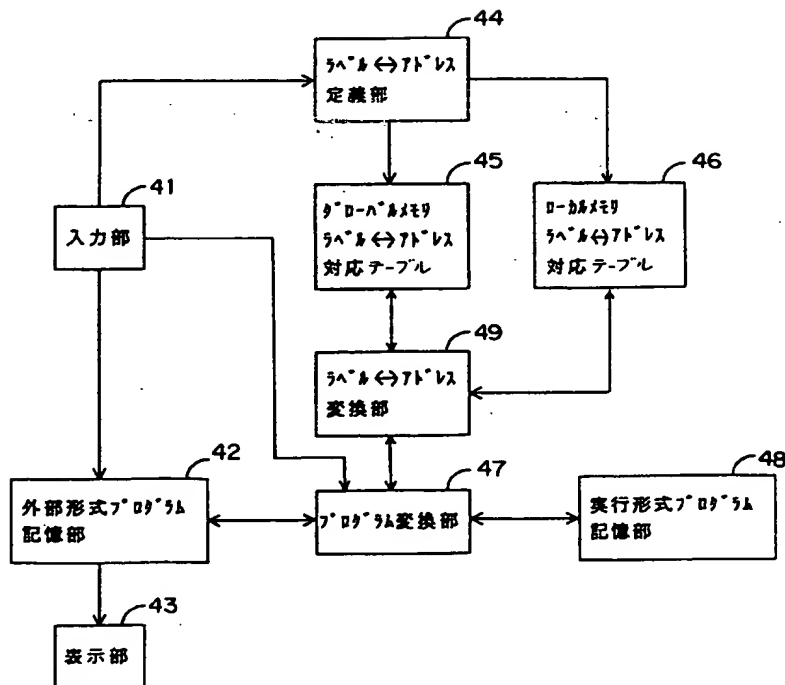 44
ﾗﾍﾞﾙ⟷ｱﾄﾞﾚｽ
定義部
45
ｸﾞﾛｰﾊﾞﾙﾒﾓﾘ
ﾗﾍﾞﾙ⟷ｱﾄﾞﾚｽ
対応テーブル
46
ﾛｰｶﾙﾒﾓﾘ
ﾗﾍﾞﾙ⟷ｱﾄﾞﾚｽ
対応テーブル
41
入力部
49
ﾗﾍﾞﾙ⟷ｱﾄﾞﾚｽ
変換部
42
外部形式ﾌﾟﾛｸﾞﾗﾑ
記憶部
47
ﾌﾟﾛｸﾞﾗﾑ変換部
48
実行形式ﾌﾟﾛｸﾞﾗﾑ
記憶部
43
表示部